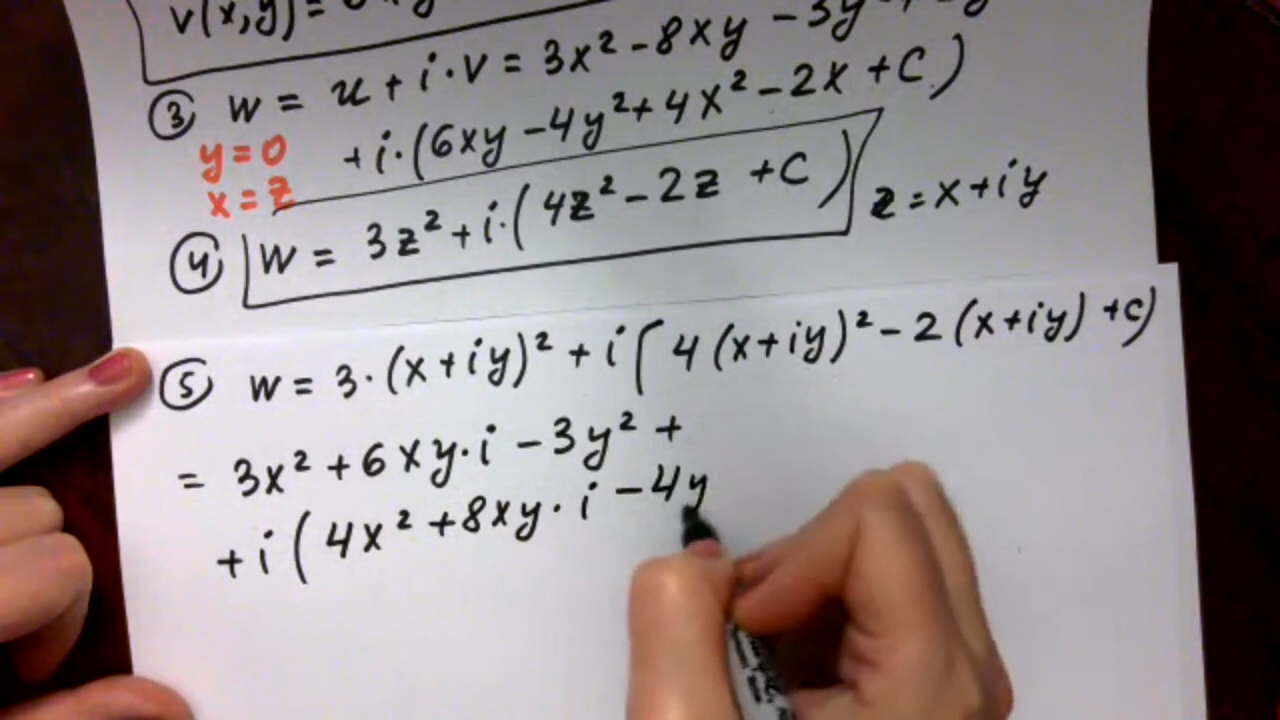 v(x,y) =
③ w = u + i·v = 3x² - 8xy - 3y²
+ i·(6xy - 4y² + 4x² - 2x + C)
y=0
x=z
④ w = 3z² + i·(4z² - 2z + C)
z = x + iy
⑤ w = 3·(x+iy)² + i(4(x+iy)² - 2(x+iy) + C)
= 3x² + 6xy·i - 3y² +
+ i(4x² + 8xy·i - 4y